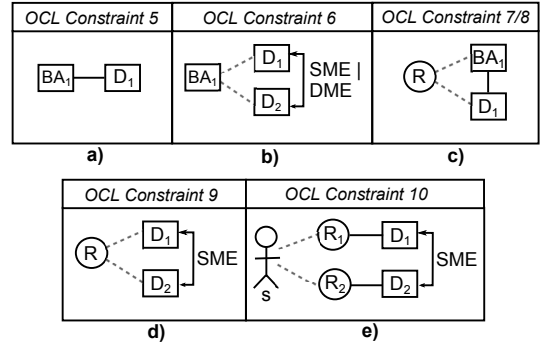 OCL Constraint 5
OCL Constraint 6
OCL Constraint 7/8
BA1
D1
BA1
D1
D2
SME |
DME
R
BA1
D1
a)
b)
c)
OCL Constraint 9
OCL Constraint 10
R
D1
D2
SME
s
R1
D1
R2
D2
SME
d)
e)